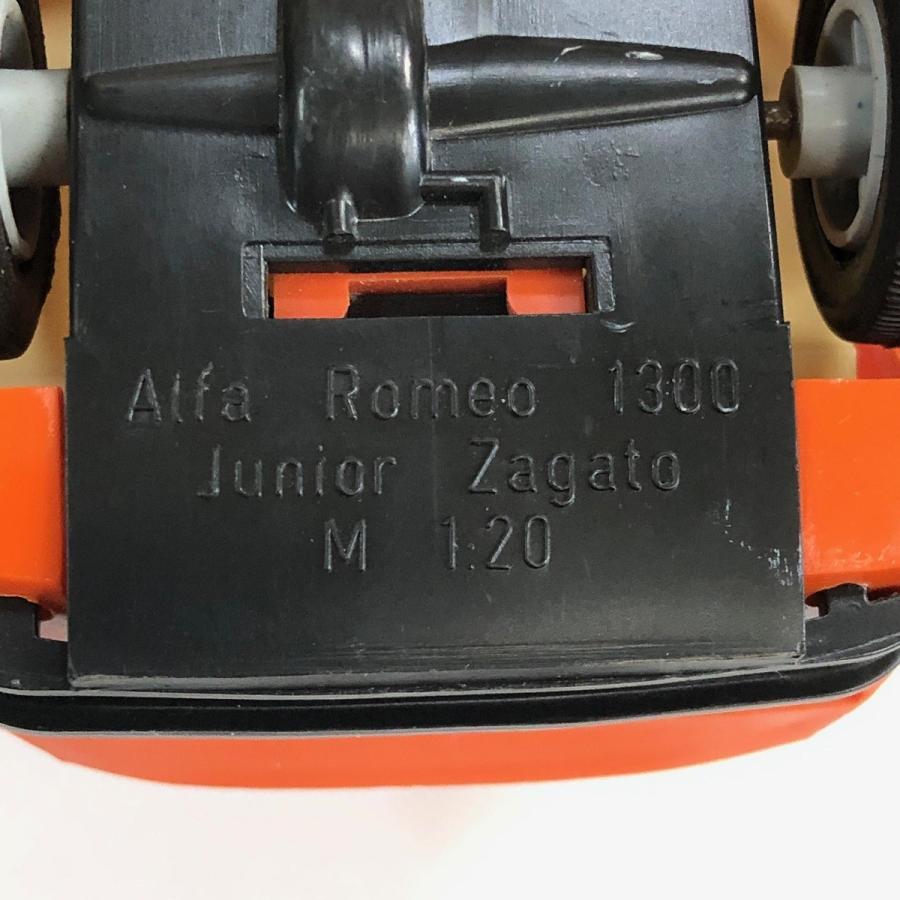 Alfa Romeo 1300
Junior Zagato
M 1:20